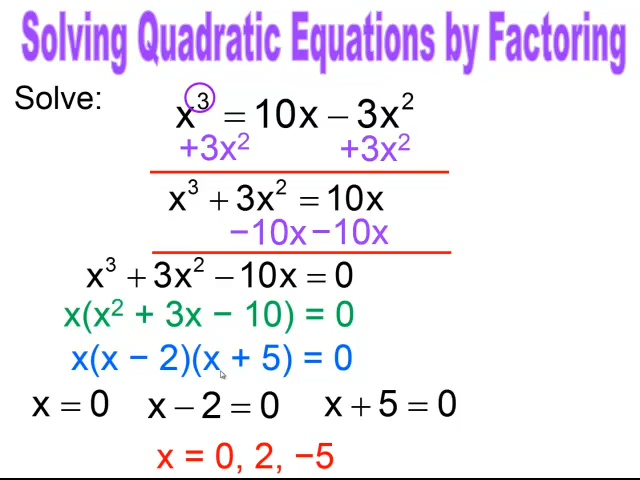 Solving Quadratic Equations by Factoring
Solve: x³ = 10x − 3x²
+3x² +3x²
x³ + 3x² = 10x
−10x −10x
x³ + 3x² − 10x = 0
x(x² + 3x − 10) = 0
x(x − 2)(x + 5) = 0
x = 0 x − 2 = 0 x + 5 = 0
x = 0, 2, −5